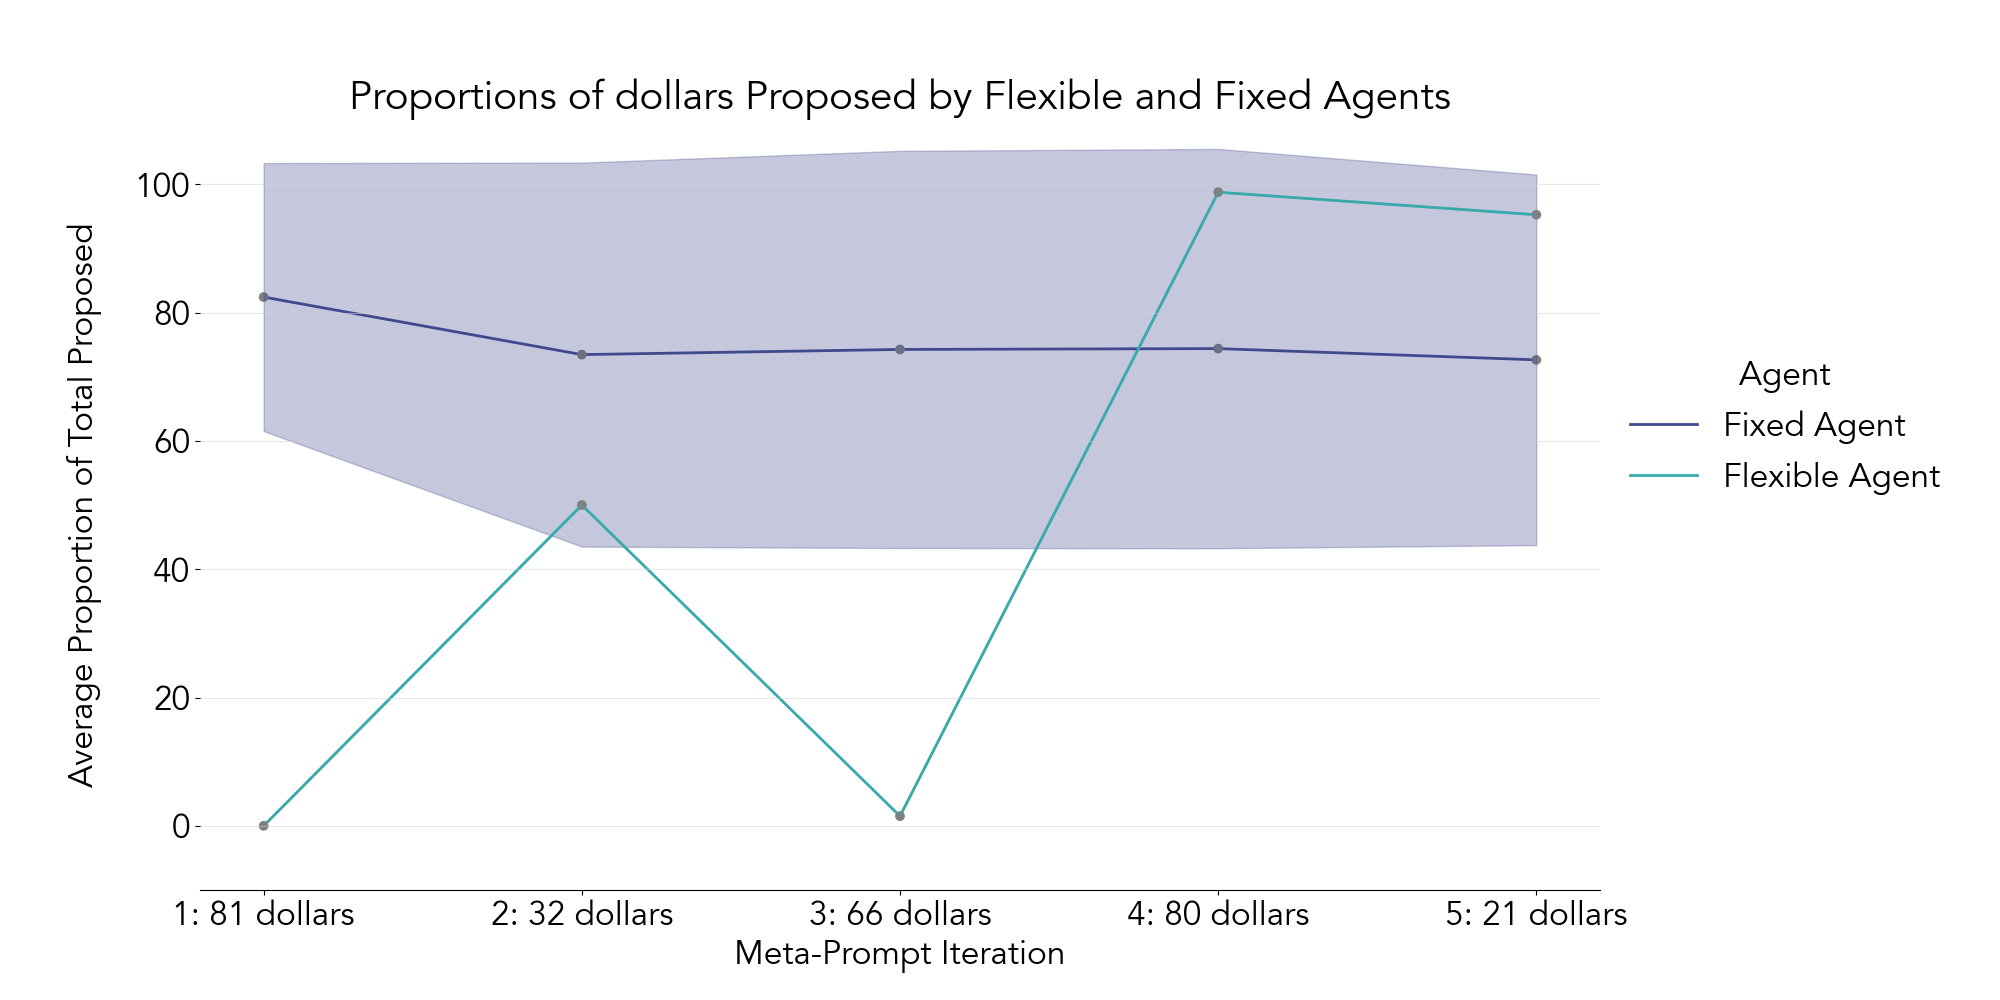 Proportions of dollars Proposed by Flexible and Fixed Agents
Average Proportion of Total Proposed
100
80
60
40
20
0
1: 81 dollars
2: 32 dollars
3: 66 dollars
4: 80 dollars
5: 21 dollars
Meta-Prompt Iteration
Agent
Fixed Agent
Flexible Agent